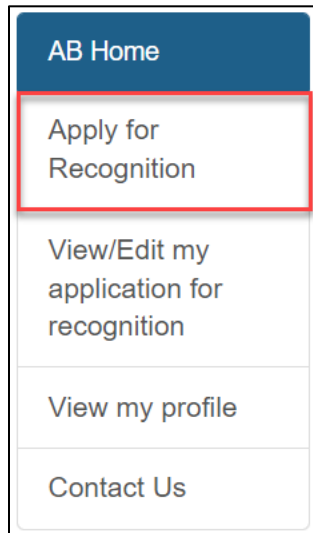 AB Home
Apply for
Recognition
View/Edit my
application for
recognition
View my profile
Contact Us